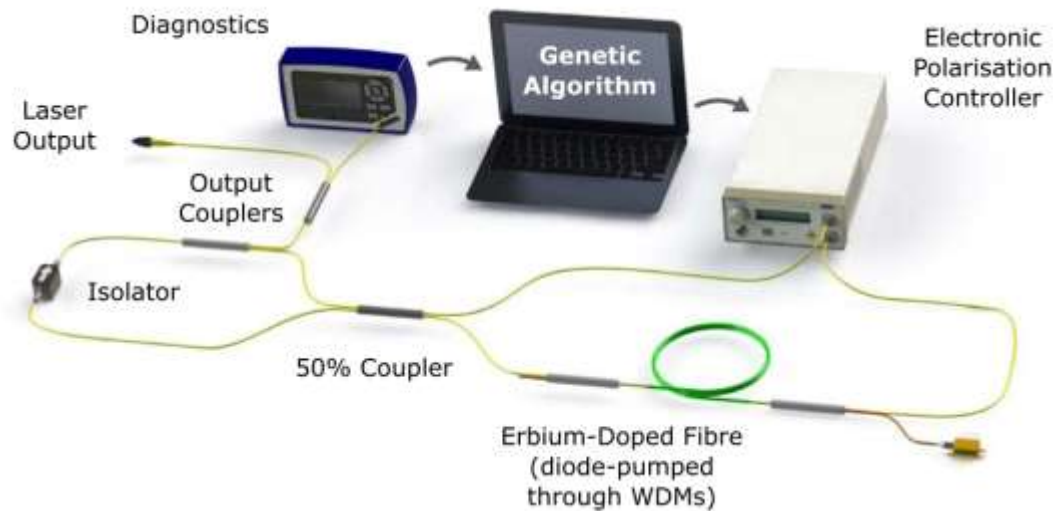 Diagnostics
Genetic
Algorithm
Electronic
Polarisation
Controller
Laser
Output
Output
Couplers
Isolator
50% Coupler
Erbium-Doped Fibre
(diode-pumped
through WDMs)